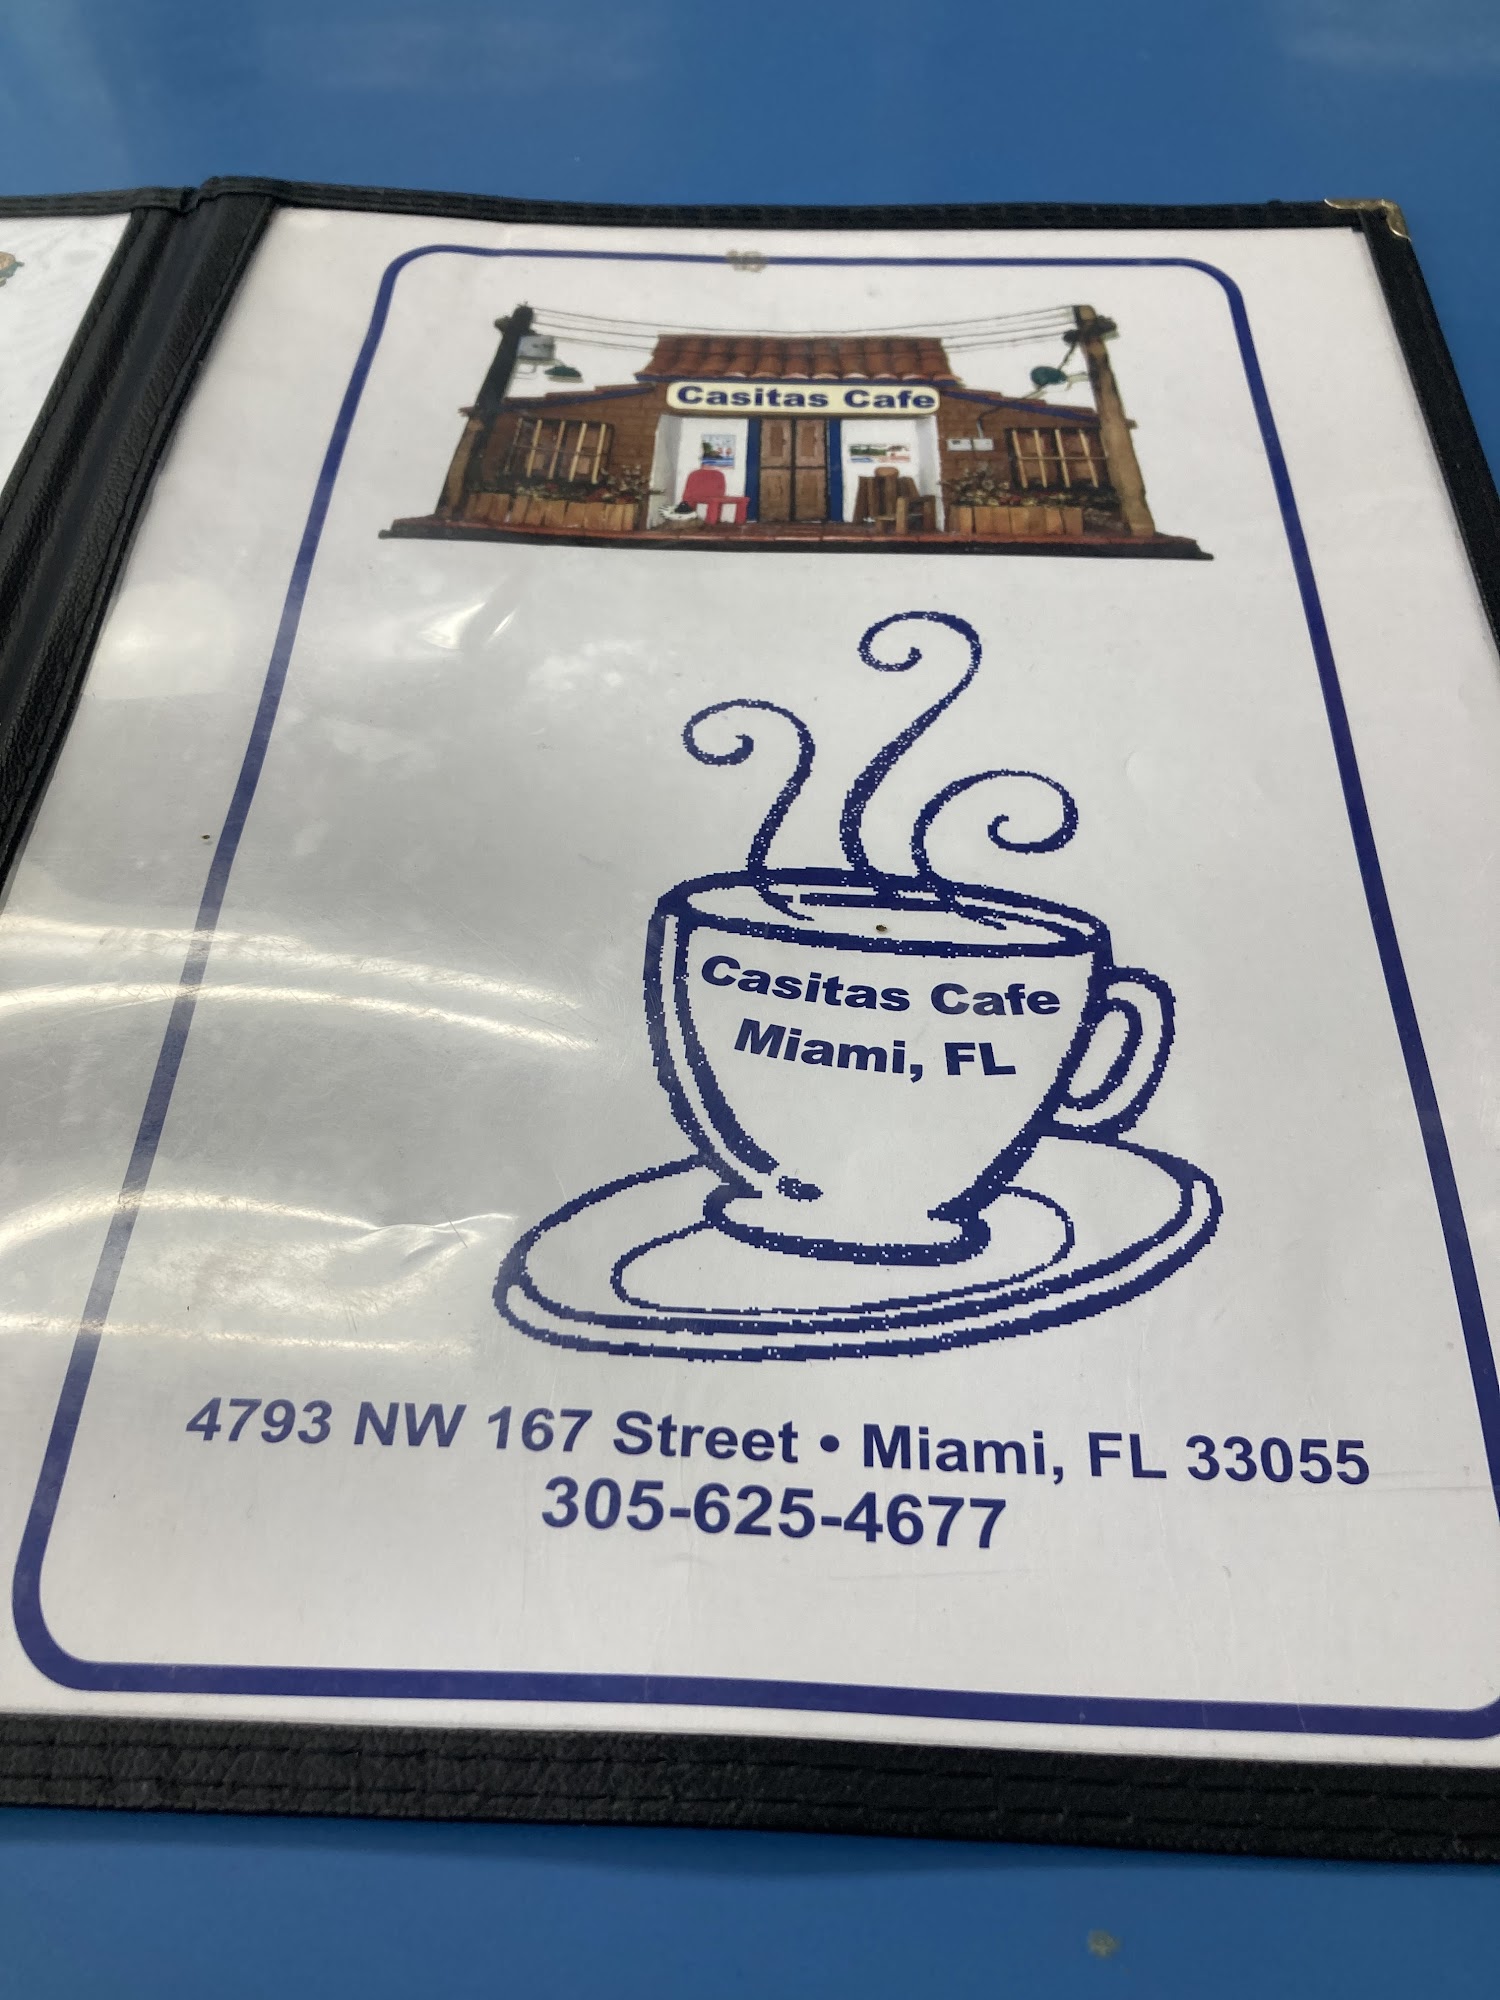 Casitas Cafe
Casitas Cafe
Miami, FL
4793 NW 167 Street • Miami, FL 33055
305-625-4677